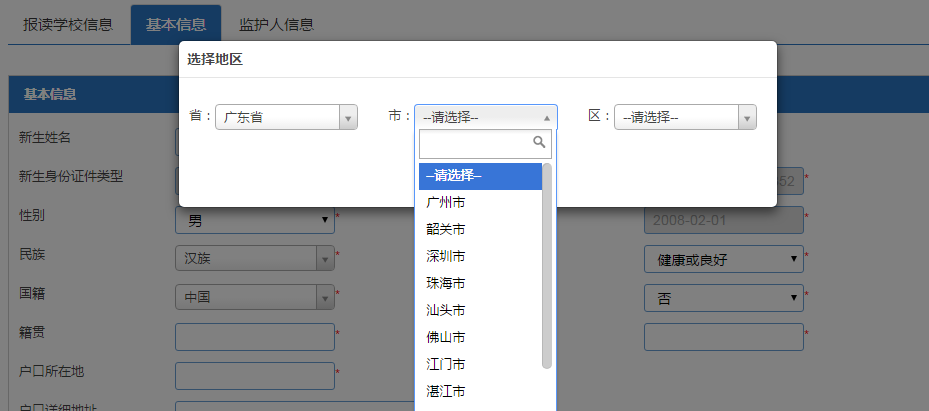 报读学校信息 基本信息 监护人信息
选择地区
基本信息
省： 广东省 市： --请选择-- 区： --请选择--
--请选择--
广州市
韶关市
深圳市
珠海市
汕头市
佛山市
江门市
湛江市
新生姓名
新生身份证件类型 52 *
性别 男 * 2008-02-01 *
民族 汉族 * 健康或良好 *
国籍 中国 * 否 *
籍贯 * *
户口所在地 *
户口详细地址